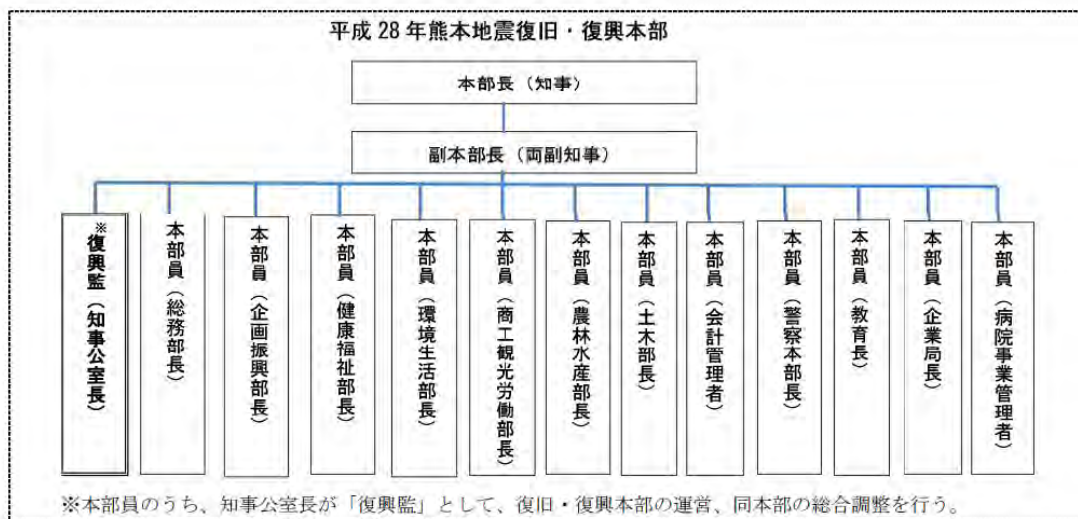 平成28年熊本地震復旧・復興本部
本部長（知事）
副本部長（両副知事）
※復興監（知事公室長）
本部員（総務部長）
本部員（企画振興部長）
本部員（健康福祉部長）
本部員（環境生活部長）
本部員（商工観光労働部長）
本部員（農林水産部長）
本部員（土木部長）
本部員（会計管理者）
本部員（警察本部長）
本部員（教育長）
本部員（企業局長）
本部員（病院事業管理者）
※本部員のうち、知事公室長が「復興監」として、復旧・復興本部の運営、同本部の総合調整を行う。